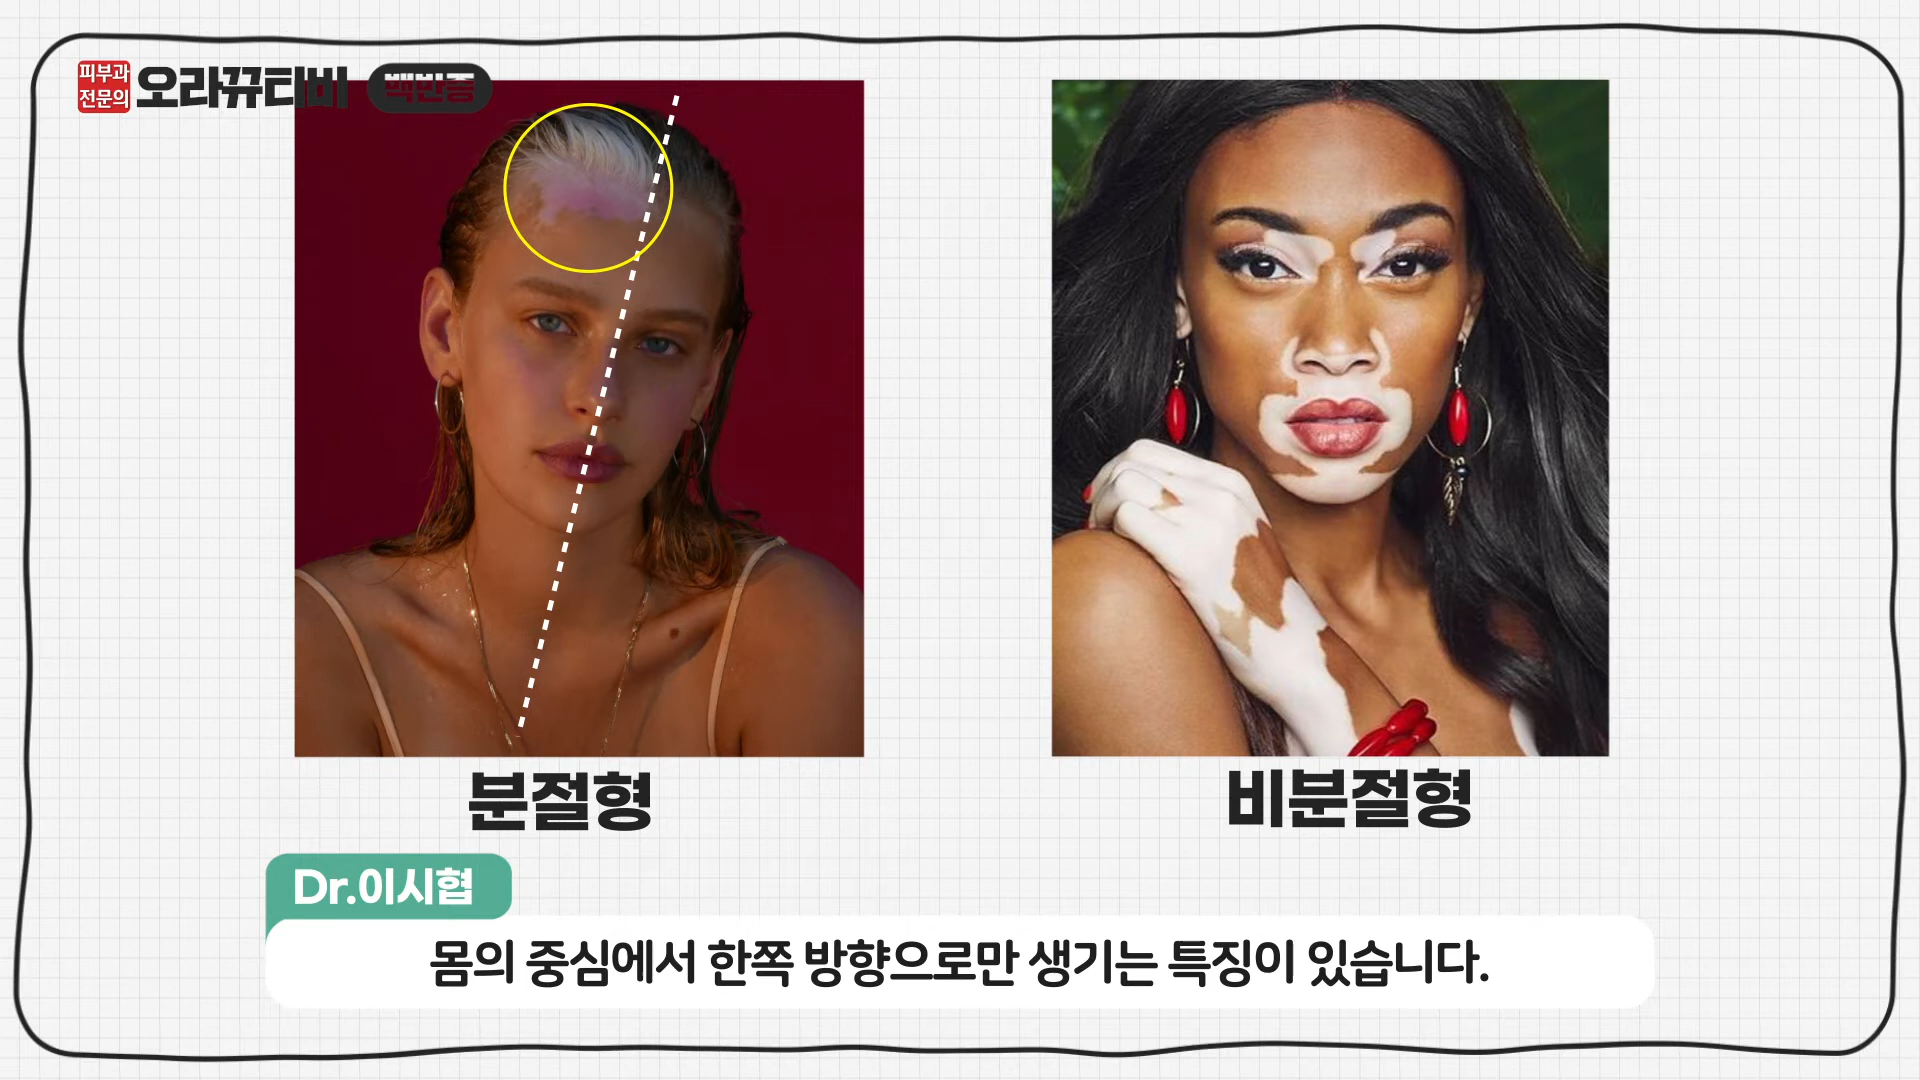 피부과
전문의
오라뀨티비
백반증
분절형
비분절형
Dr.이시협
몸의 중심에서 한쪽 방향으로만 생기는 특징이 있습니다.